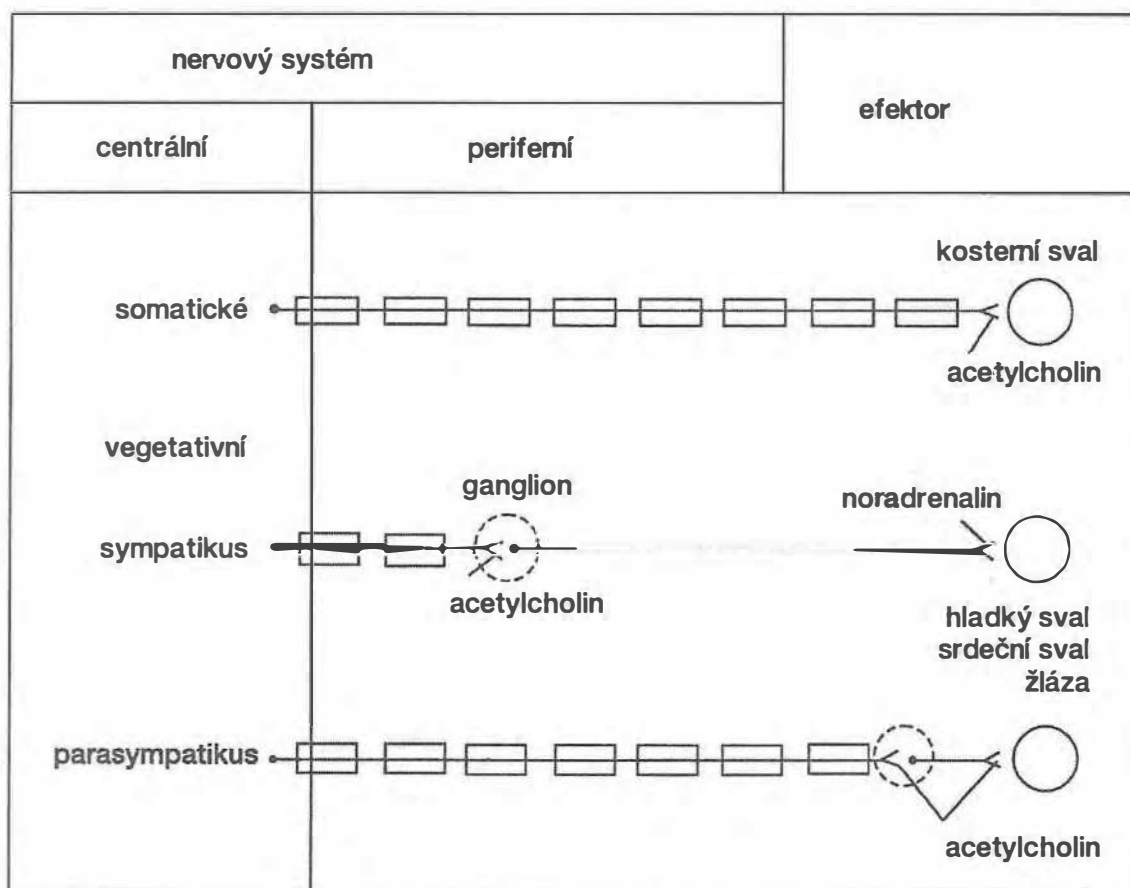 nervový systém
efektor
centrální
periferní
kosterní sval
somatické
acetylcholin
vegetativní
ganglion
noradrenalin
sympatikus
acetylcholin
hladký sval
srdeční sval
žláza
parasympatikus
acetylcholin